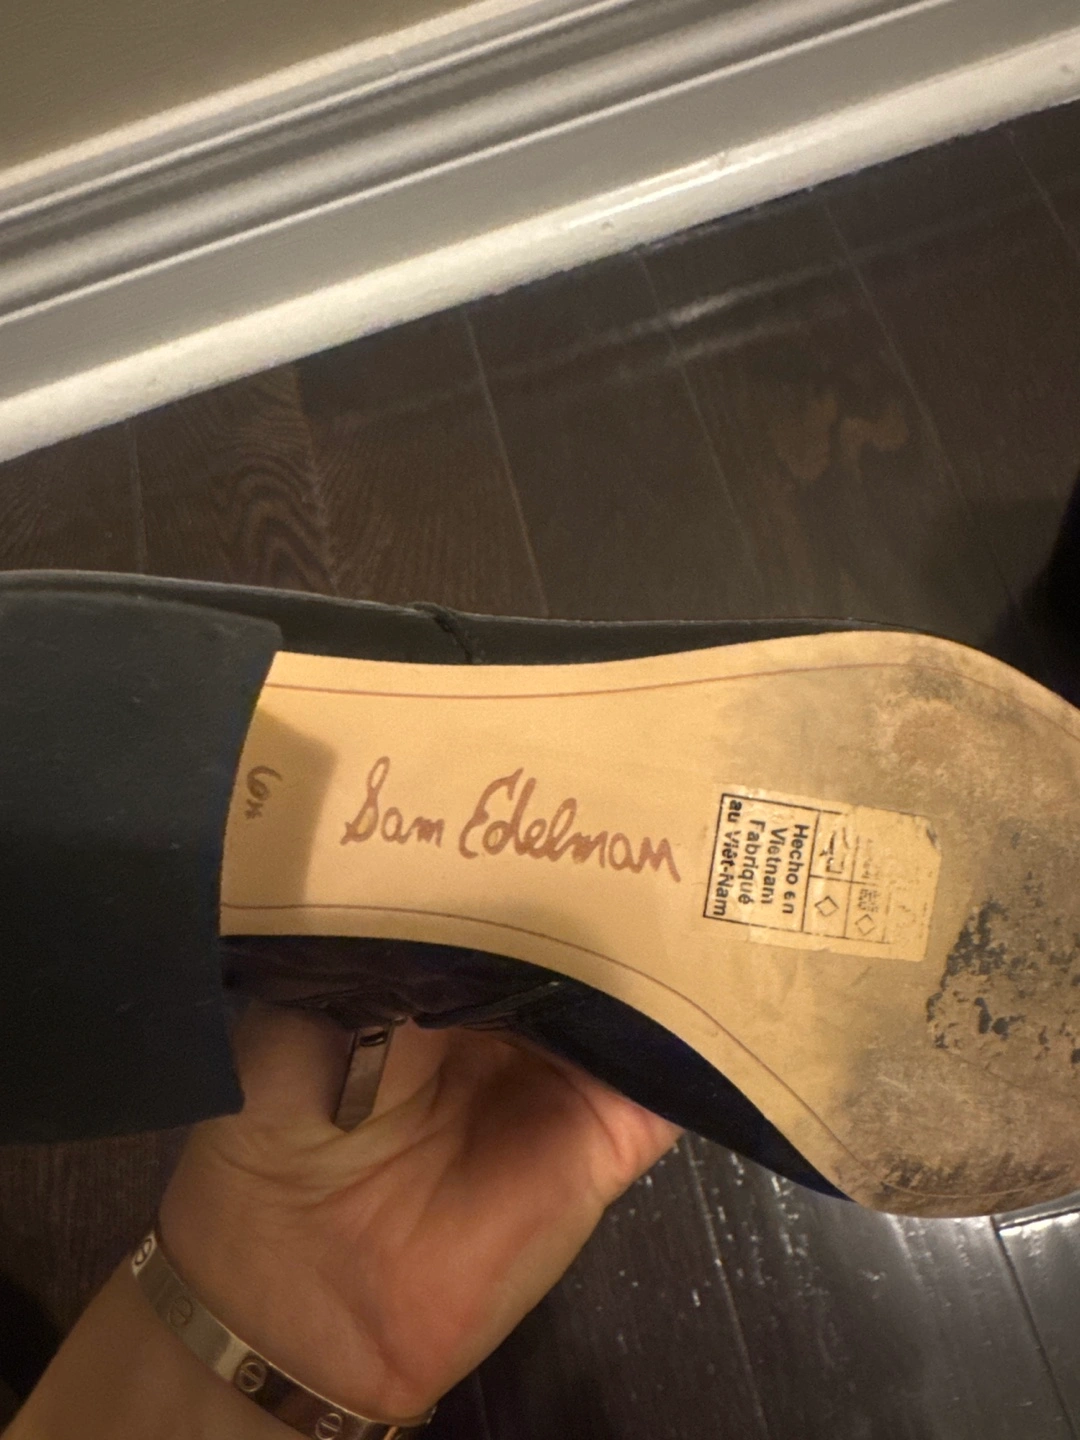 6½
Sam Edelman
Hecho en
Vietnam
Fabriqué
au Viêt-Nam